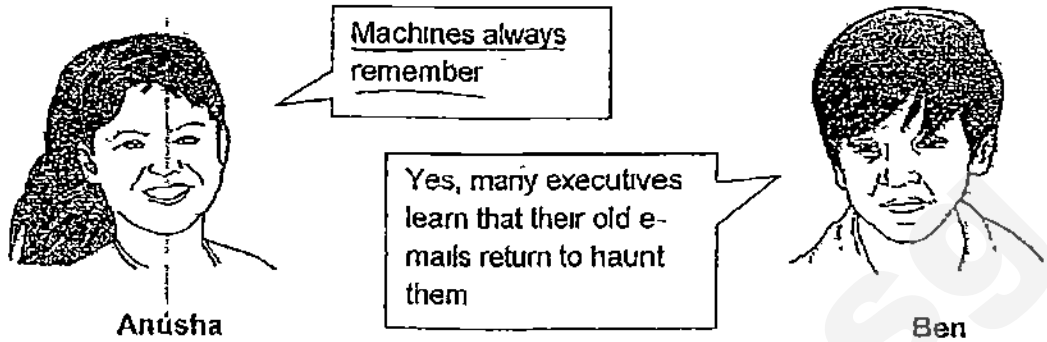 Machines always
remember
Yes, many executives
learn that their old e-
mails return to haunt
them
Anusha
Ben